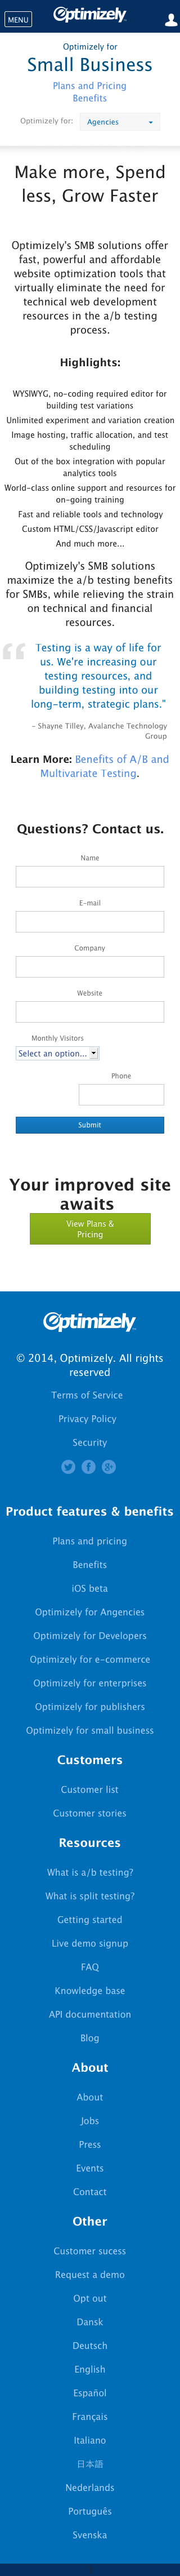 MENU
Optimizely
Optimizely for
Small Business
Plans and Pricing
Benefits
Optimizely for:
Agencies
Make more, Spend
less, Grow Faster
Optimizely's SMB solutions offer
fast, powerful and affordable
website optimization tools that
virtually eliminate the need for
technical web development
resources in the a/b testing
process.
Highlights:
WYSIWYG, no-coding required editor for
building test variations
Unlimited experiment and variation creation
Image hosting, traffic allocation, and test
scheduling
Out of the box integration with popular
analytics tools
World-class online support and resources for
on-going training
Fast and reliable tools and technology
Custom HTML/CSS/Javascript editor
And much more...
Optimizely's SMB solutions
maximize the a/b testing benefits
for SMBs, while relieving the strain
on technical and financial
resources.
“
Testing is a way of life for
us. We're increasing our
testing resources, and
building testing into our
long-term, strategic plans."
– Shayne Tilley, Avalanche Technology
Group
Learn More: Benefits of A/B and
Multivariate Testing.
Questions? Contact us.
Name
E-mail
Company
Website
Monthly Visitors
Select an option...
Phone
Submit
Your improved site
awaits
View Plans &
Pricing
Optimizely
© 2014, Optimizely. All rights
reserved
Terms of Service
Privacy Policy
Security
Product features & benefits
Plans and pricing
Benefits
iOS beta
Optimizely for Angencies
Optimizely for Developers
Optimizely for e-commerce
Optimizely for enterprises
Optimizely for publishers
Optimizely for small business
Customers
Customer list
Customer stories
Resources
What is a/b testing?
What is split testing?
Getting started
Live demo signup
FAQ
Knowledge base
API documentation
Blog
About
About
Jobs
Press
Events
Contact
Other
Customer sucess
Request a demo
Opt out
Dansk
Deutsch
English
Español
Français
Italiano
日本語
Nederlands
Português
Svenska